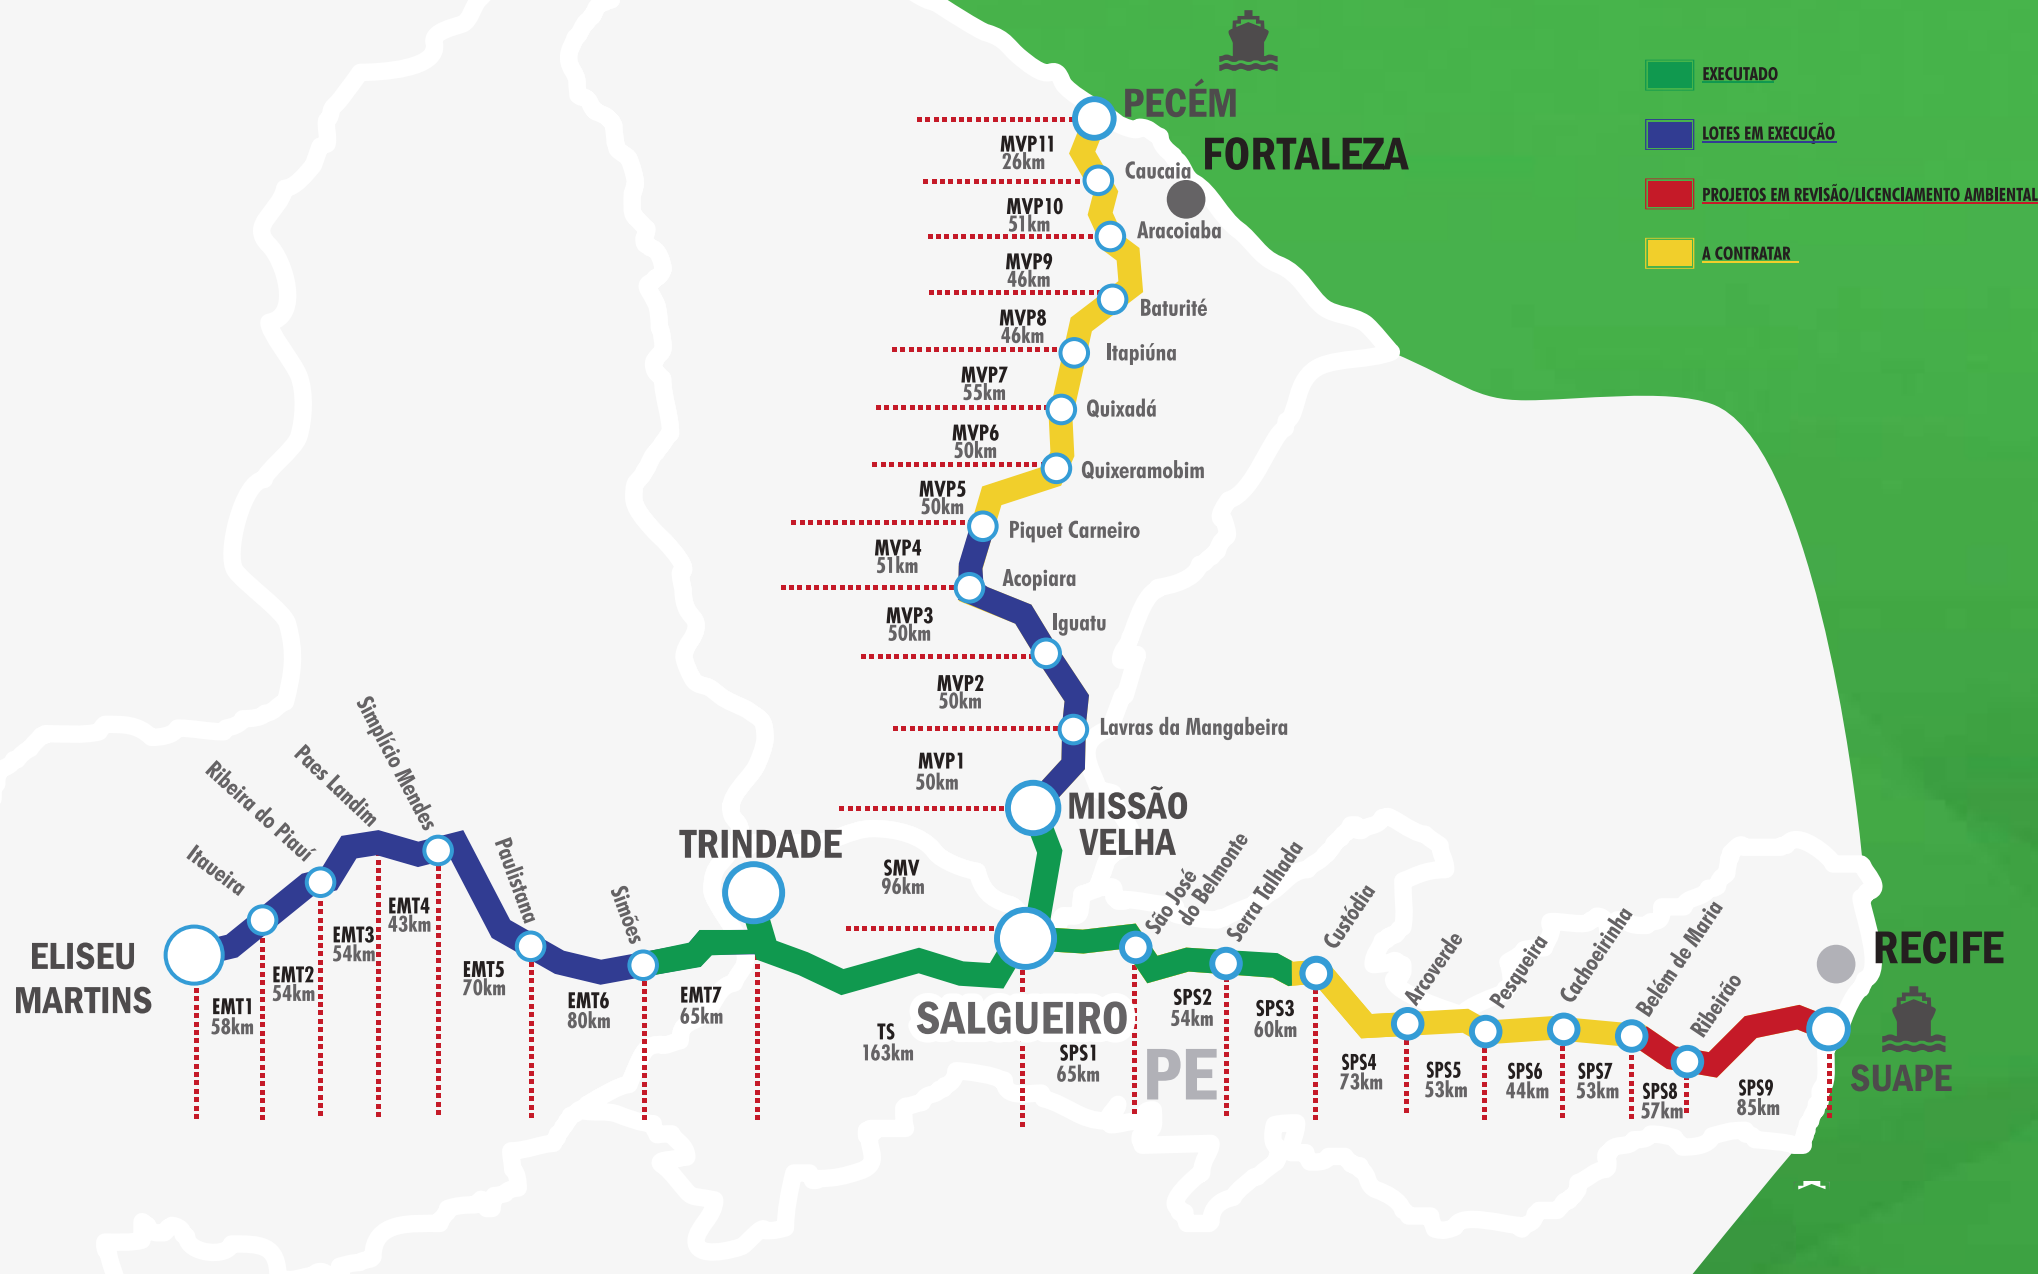 EXECUTADO
LOTES EM EXECUÇÃO
PROJETOS EM REVISÃO/LICENCIAMENTO AMBIENTAL
A CONTRATAR
PECÉM
FORTALEZA
MVP11
26km
Caucaia
MVP10
51km
Aracoiaba
MVP9
46km
Baturité
MVP8
46km
Itapiúna
MVP7
55km
Quixadá
MVP6
50km
Quixeramobim
MVP5
50km
Piquet Carneiro
MVP4
51km
Acopiara
MVP3
50km
Iguatu
MVP2
50km
Lavras da Mangabeira
MVP1
50km
MISSÃO
VELHA
SMV
96km
TRINDADE
ELISEU
MARTINS
Itaueira
Ribeira do Piauí
Paes Landim
Simplício Mendes
Paulistana
Simões
EMT1
58km
EMT2
54km
EMT3
54km
EMT4
43km
EMT5
70km
EMT6
80km
EMT7
65km
TS
163km
SALGUEIRO
PE
São José
do Belmonte
Serra Talhada
Custódia
Arcoverde
Pesqueira
Cachoeirinha
Belém de Maria
Ribeirão
SPS1
65km
SPS2
54km
SPS3
60km
SPS4
73km
SPS5
53km
SPS6
44km
SPS7
53km
SPS8
57km
SPS9
85km
RECIFE
SUAPE